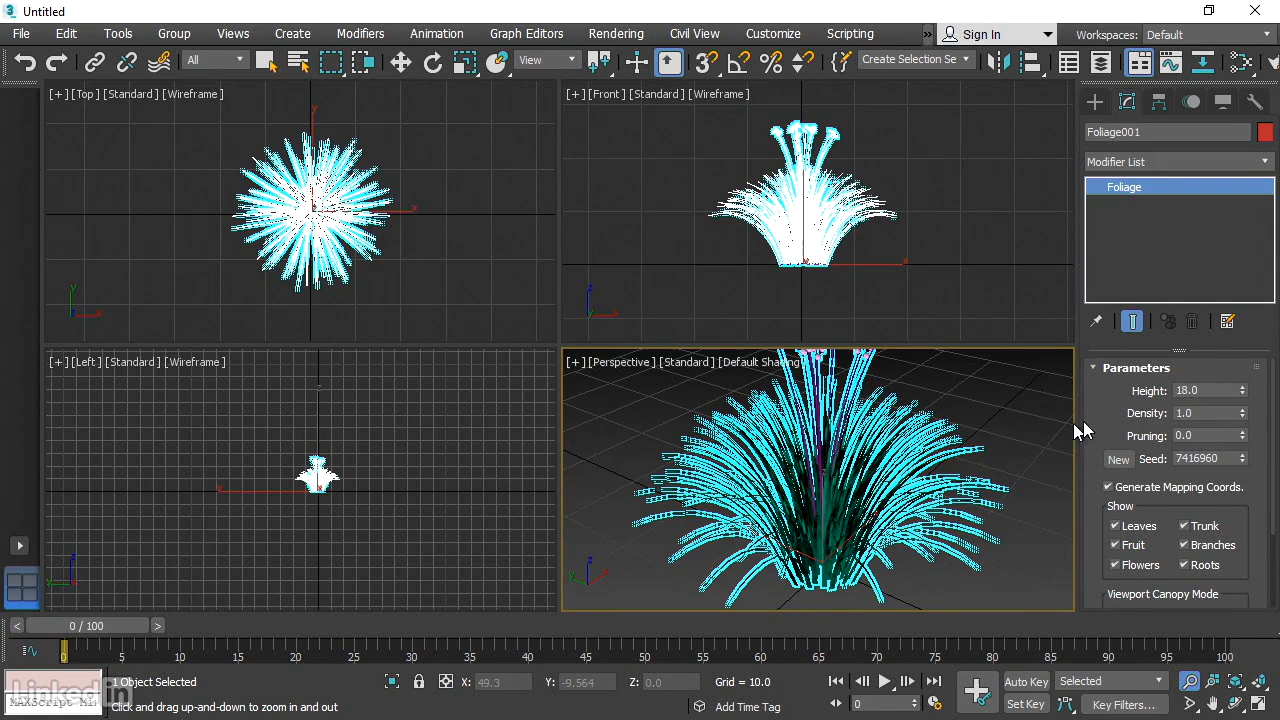 Untitled
File Edit Tools Group Views Create Modifiers Animation Graph Editors Rendering Civil View Customize Scripting » Sign In Workspaces: Default
All View 3 Create Selection Se
[+] [Top] [Standard] [Wireframe]
[+] [Front] [Standard] [Wireframe]
Foliage001
Modifier List
Foliage
[+] [Left] [Standard] [Wireframe]
[+] [Perspective] [Standard] [Default Shading]
Parameters
Height: 18.0
Density: 1.0
Pruning: 0.0
New Seed: 7416960
Generate Mapping Coords.
Show
Leaves Trunk
Fruit Branches
Flowers Roots
Viewport Canopy Mode
< 0 / 100 >
0 5 10 15 20 25 30 35 40 45 50 55 60 65 70 75 80 85 90 95 100
1 Object Selected X: 49.3 Y: -9.564 Z: 0.0 Grid = 10.0 Auto Key Selected
Linked in
MAXScript Mi
Click and drag up-and-down to zoom in and out Add Time Tag 0 Set Key Key Filters...